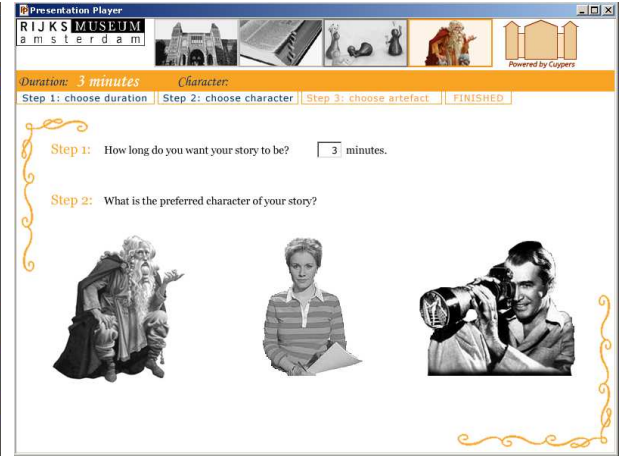 Presentation Player
RIJKS MUSEUM
amsterdam
Powered by Cuypers
Duration: 3 minutes Character:
Step 1: choose duration Step 2: choose character Step 3: choose artefact FINISHED
Step 1: How long do you want your story to be? 3 minutes.
Step 2: What is the preferred character of your story?